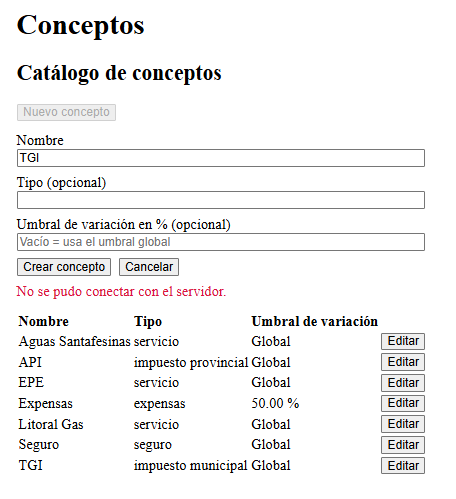 Conceptos
Catálogo de conceptos
Nuevo concepto
Nombre
TGI
Tipo (opcional)
Umbral de variación en % (opcional)
Vacío = usa el umbral global
Crear concepto Cancelar
No se pudo conectar con el servidor.
Nombre Tipo Umbral de variación
Aguas Santafesinas servicio Global Editar
API impuesto provincial Global Editar
EPE servicio Global Editar
Expensas expensas 50.00 % Editar
Litoral Gas servicio Global Editar
Seguro seguro Global Editar
TGI impuesto municipal Global Editar